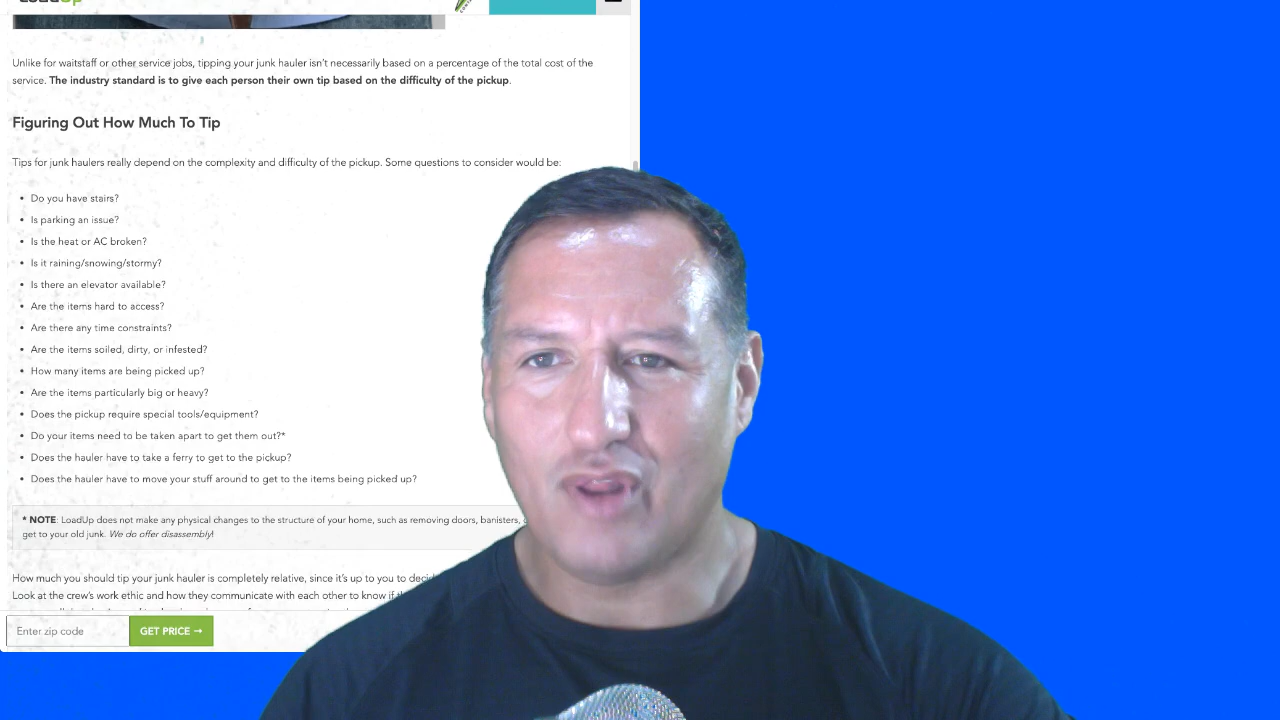 LoadUp
Unlike for waitstaff or other service jobs, tipping your junk hauler isn't necessarily based on a percentage of the total cost of the
service. The industry standard is to give each person their own tip based on the difficulty of the pickup.
Figuring Out How Much To Tip
Tips for junk haulers really depend on the complexity and difficulty of the pickup. Some questions to consider would be:
• Do you have stairs?
• Is parking an issue?
• Is the heat or AC broken?
• Is it raining/snowing/stormy?
• Is there an elevator available?
• Are the items hard to access?
• Are there any time constraints?
• Are the items soiled, dirty, or infested?
• How many items are being picked up?
• Are the items particularly big or heavy?
• Does the pickup require special tools/equipment?
• Do your items need to be taken apart to get them out?*
• Does the hauler have to take a ferry to get to the pickup?
• Does the hauler have to move your stuff around to get to the items being picked up?
* NOTE: LoadUp does not make any physical changes to the structure of your home, such as removing doors, banisters,
get to your old junk. We do offer disassembly!
How much you should tip your junk hauler is completely relative, since it's up to you to
Look at the crew's work ethic and how they communicate with each other to know if
Enter zip code
GET PRICE →